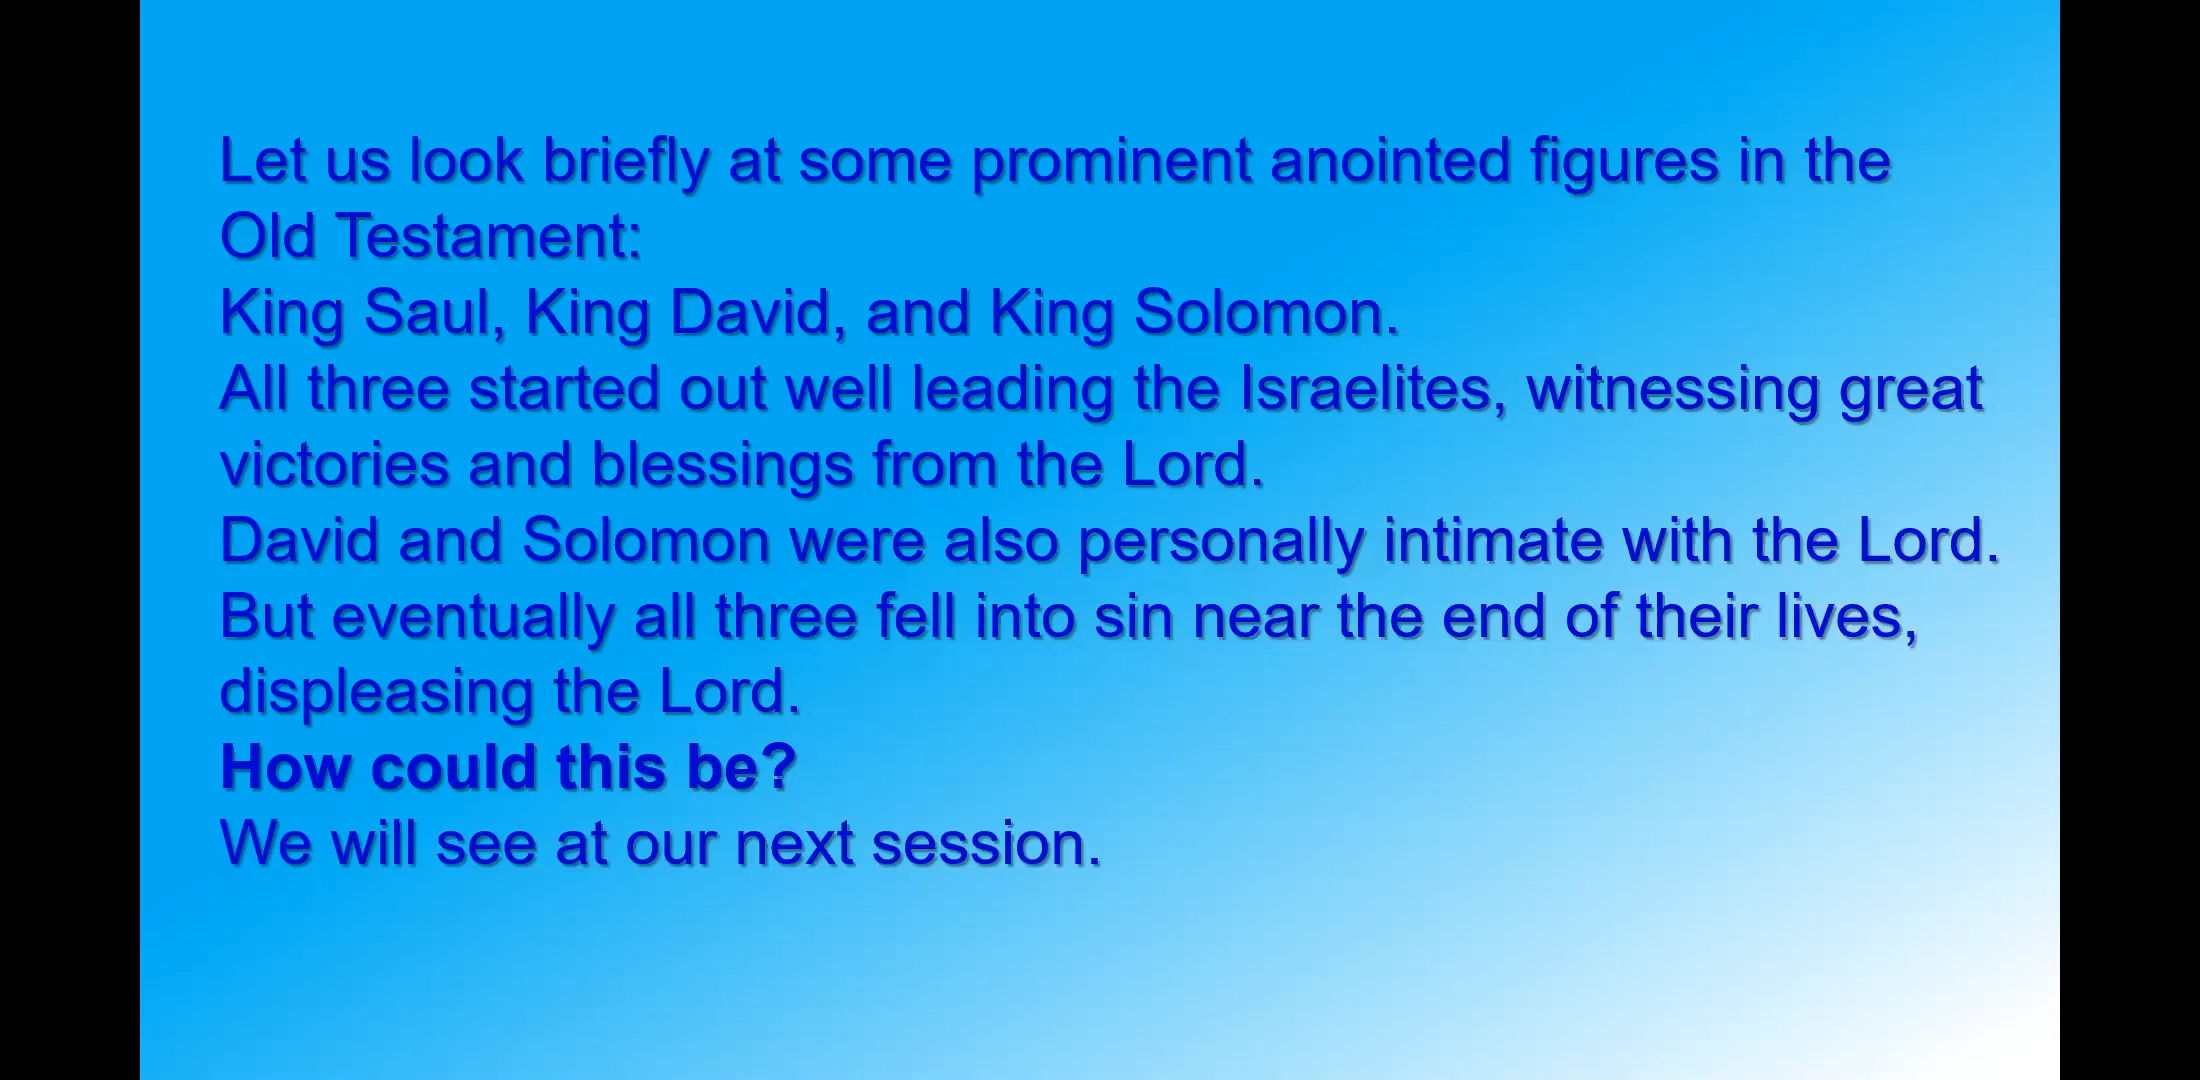 Let us look briefly at some prominent anointed figures in the
Old Testament:
King Saul, King David, and King Solomon.
All three started out well leading the Israelites, witnessing great
victories and blessings from the Lord.
David and Solomon were also personally intimate with the Lord.
But eventually all three fell into sin near the end of their lives,
displeasing the Lord.
How could this be?
We will see at our next session.